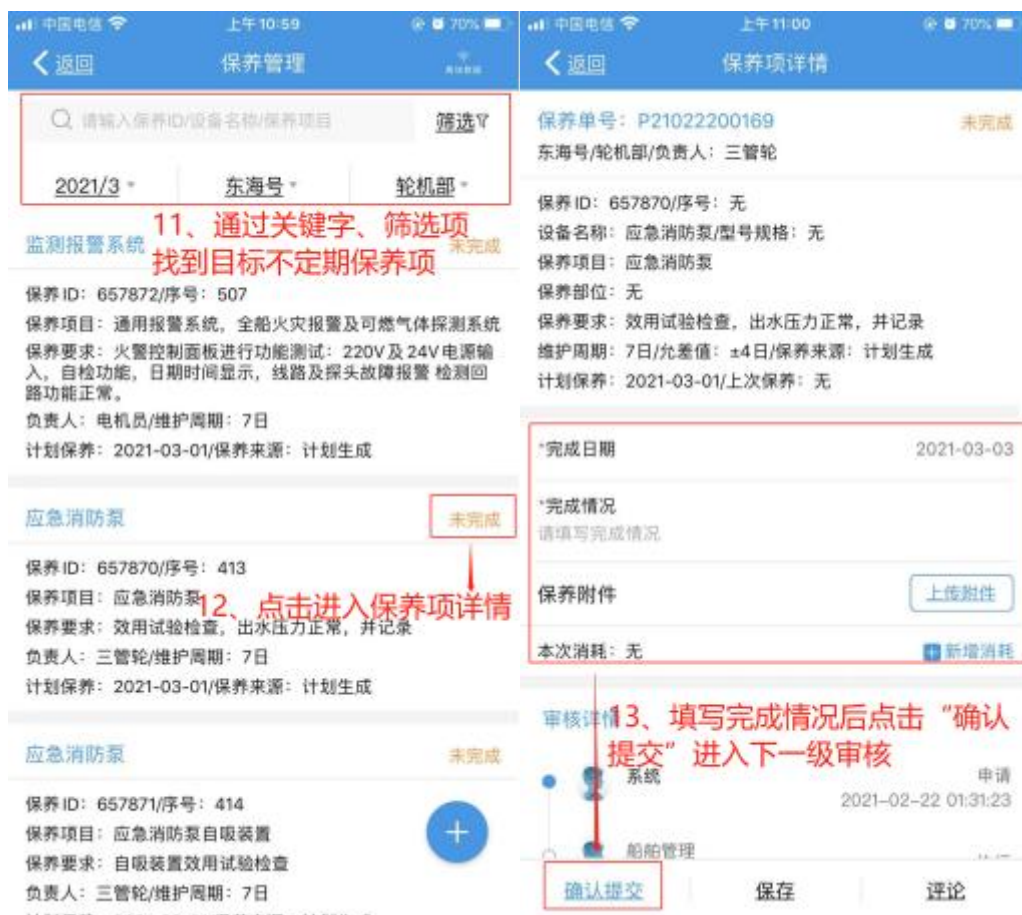 中国电信
上午10:59
70%
返回
保养管理
请输入保养ID/设备名称/保养项目
筛选
2021/3
东海号
轮机部
11、通过关键字、筛选项
找到目标不定期保养项
监测报警系统
未完成
保养ID：657872/序号：507
保养项目：通用报警系统，全船火灾报警及可燃气体探测系统
保养要求：火警控制面板进行功能测试：220V及24V电源输
入，自检功能，日期时间显示，线路及探头故障报警 检测回
路功能正常。
负责人：电机员/维护周期：7日
计划保养：2021-03-01/保养来源：计划生成
应急消防泵
未完成
保养ID：657870/序号：413
保养项目：应急消防泵
12、点击进入保养项详情
保养要求：效用试验检查，出水压力正常，并记录
负责人：三管轮/维护周期：7日
计划保养：2021-03-01/保养来源：计划生成
应急消防泵
未完成
保养ID：657871/序号：414
保养项目：应急消防泵自吸装置
保养要求：自吸装置效用试验检查
负责人：三管轮/维护周期：7日
中国电信
上午11:00
70%
返回
保养项详情
保养单号：P21022200169
未完成
东海号/轮机部/负责人：三管轮
保养ID：657870/序号：无
设备名称：应急消防泵/型号规格：无
保养项目：应急消防泵
保养部位：无
保养要求：效用试验检查，出水压力正常，并记录
维护周期：7日/允差值：±4日/保养来源：计划生成
计划保养：2021-03-01/上次保养：无
*完成日期
2021-03-03
*完成情况
请填写完成情况
保养附件
上传附件
本次消耗：无
新增消耗
审核详情
13、填写完成情况后点击“确认
提交”进入下一级审核
系统
申请
2021-02-22 01:31:23
船舶管理
确认提交
保存
评论